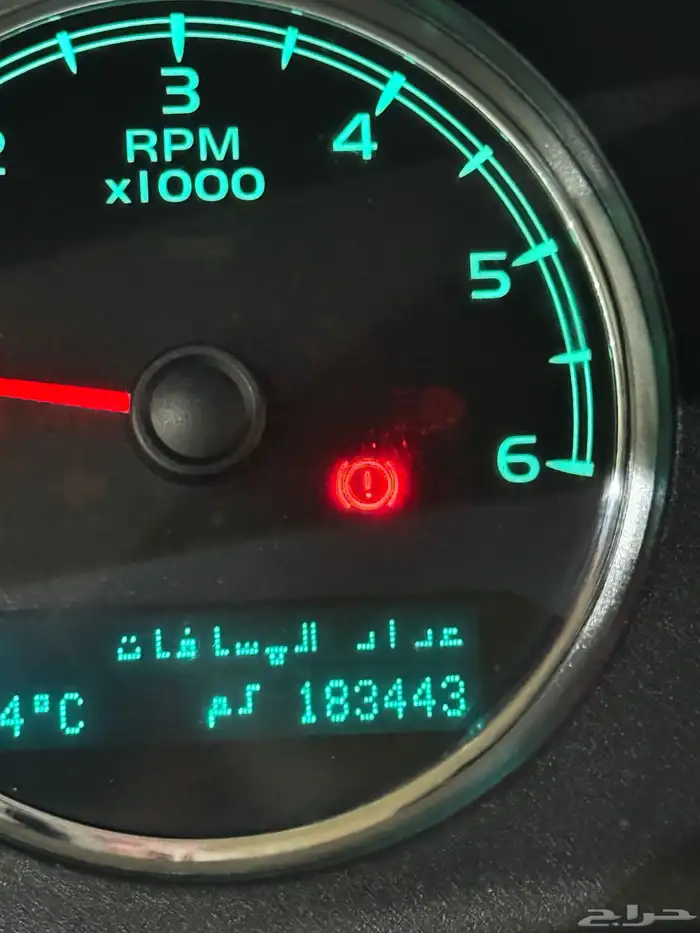 3
4
RPM
x1000
5
6
!
عداد المسافات
4°C
183443 كم
حراج